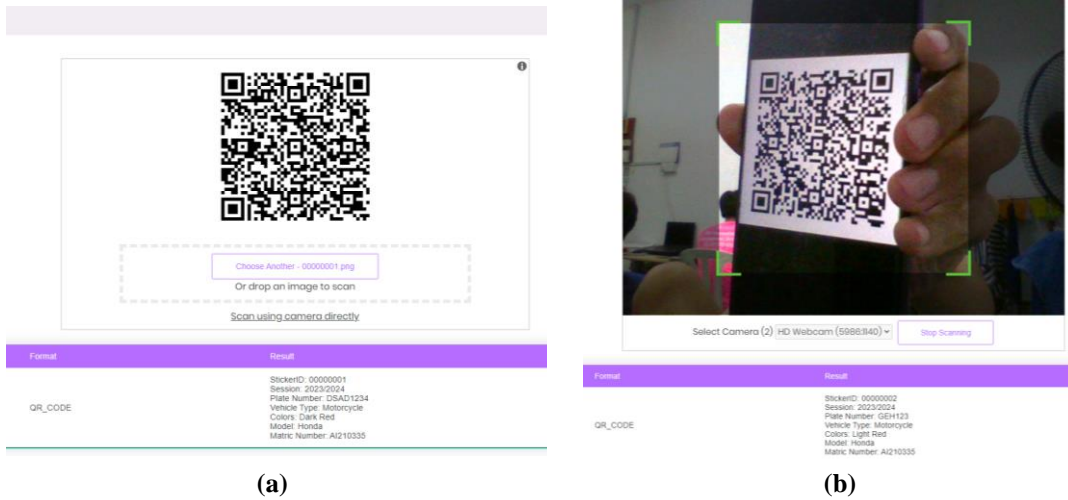 Choose Another - 00000001.png
Or drop an image to scan
Scan using camera directly
Format Result
QR_CODE
StickerID: 00000001
Session: 2023/2024
Plate Number: DSAD1234
Vehicle Type: Motorcycle
Colors: Dark Red
Model: Honda
Matric Number: AI210335
(a)
Select Camera (2) HD Webcam (5986:1140) Stop Scanning
Format Result
QR_CODE
StickerID: 00000002
Session: 2023/2024
Plate Number: GEH123
Vehicle Type: Motorcycle
Colors: Light Red
Model: Honda
Matric Number: AI210335
(b)